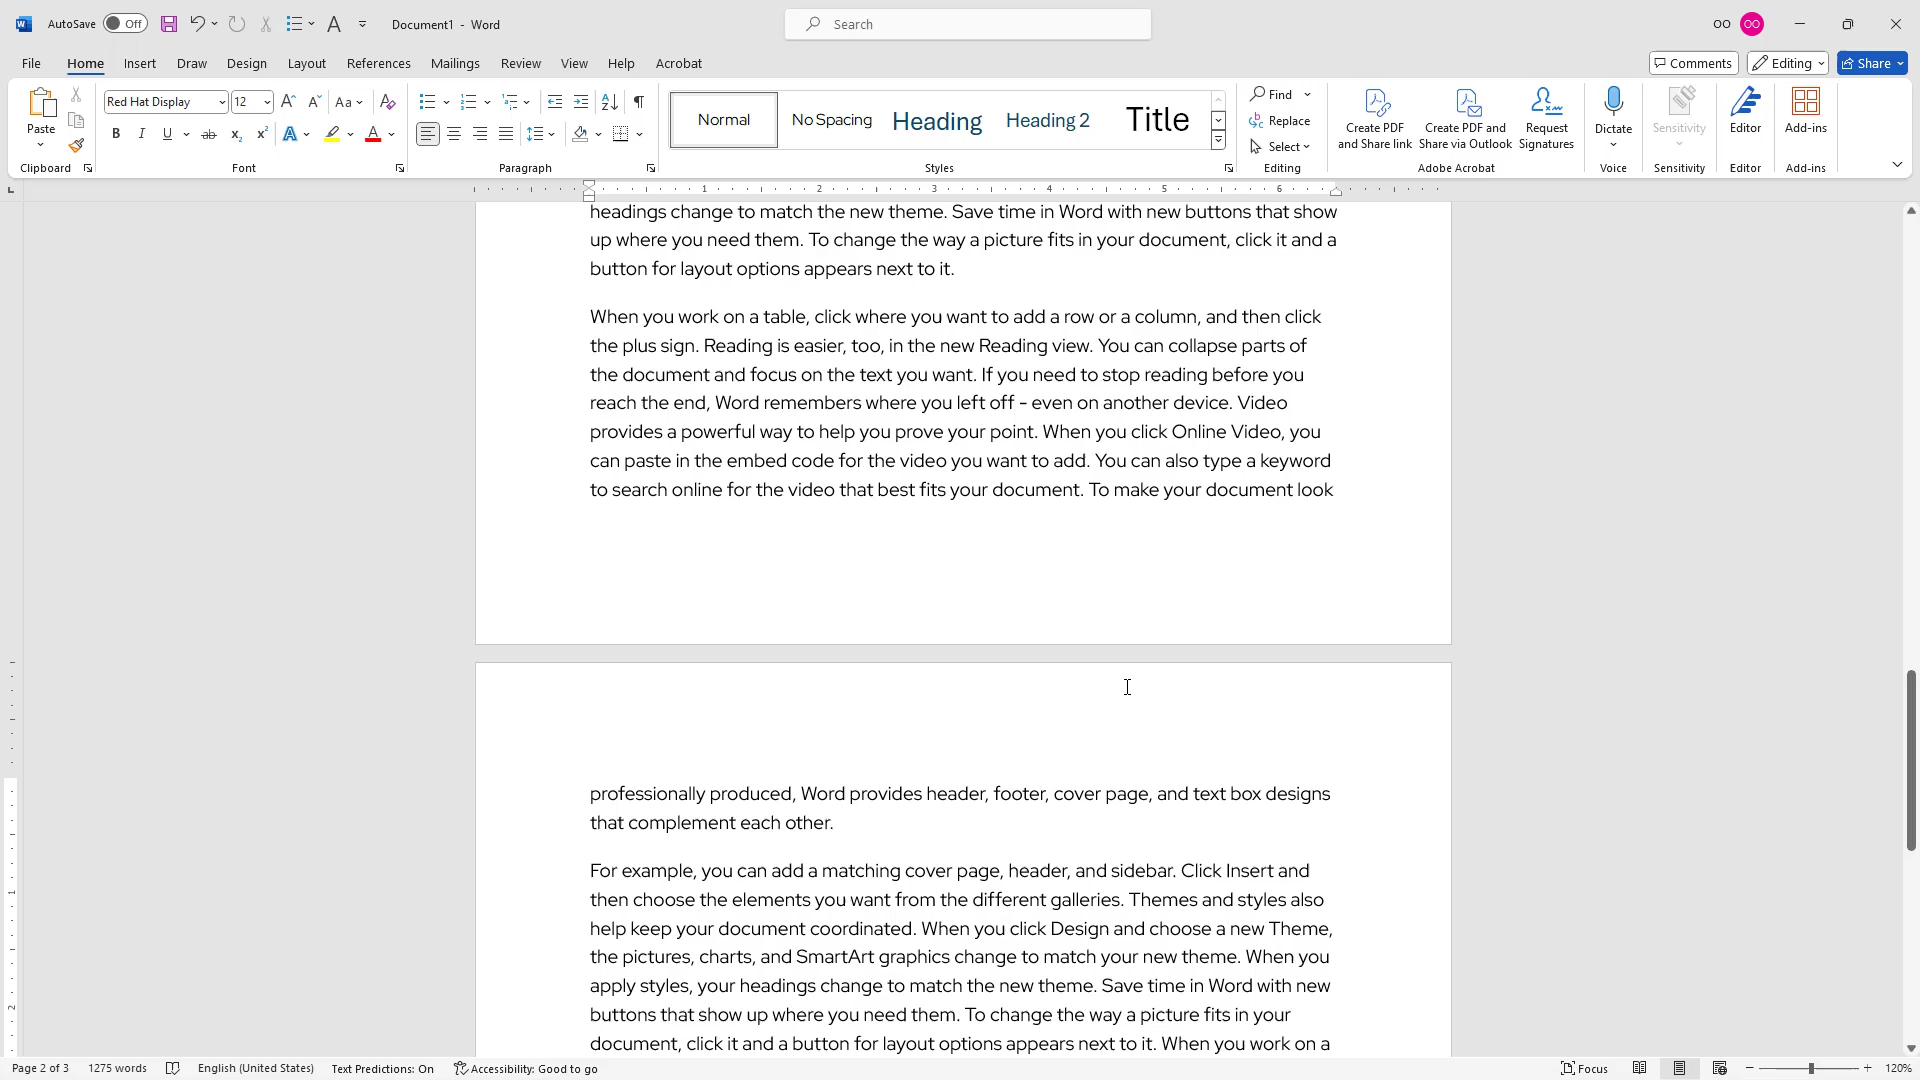 AutoSave Off Document1 - Word Search OO OO
File Home Insert Draw Design Layout References Mailings Review View Help Acrobat Comments Editing Share
Paste Red Hat Display 12 Aa Normal No Spacing Heading Heading 2 Title Find Replace Select Create PDF and Share link Create PDF and Share via Outlook Request Signatures Dictate Sensitivity Editor Add-ins
Clipboard Font Paragraph Styles Editing Adobe Acrobat Voice Sensitivity Editor Add-ins
1 2 3 4 5 6
headings change to match the new theme. Save time in Word with new buttons that show
up where you need them. To change the way a picture fits in your document, click it and a
button for layout options appears next to it.
When you work on a table, click where you want to add a row or a column, and then click
the plus sign. Reading is easier, too, in the new Reading view. You can collapse parts of
the document and focus on the text you want. If you need to stop reading before you
reach the end, Word remembers where you left off - even on another device. Video
provides a powerful way to help you prove your point. When you click Online Video, you
can paste in the embed code for the video you want to add. You can also type a keyword
to search online for the video that best fits your document. To make your document look
professionally produced, Word provides header, footer, cover page, and text box designs
that complement each other.
For example, you can add a matching cover page, header, and sidebar. Click Insert and
then choose the elements you want from the different galleries. Themes and styles also
help keep your document coordinated. When you click Design and choose a new Theme,
the pictures, charts, and SmartArt graphics change to match your new theme. When you
apply styles, your headings change to match the new theme. Save time in Word with new
buttons that show up where you need them. To change the way a picture fits in your
document, click it and a button for layout options appears next to it. When you work on a
1
2
Page 2 of 3 1275 words English (United States) Text Predictions: On Accessibility: Good to go Focus 120%